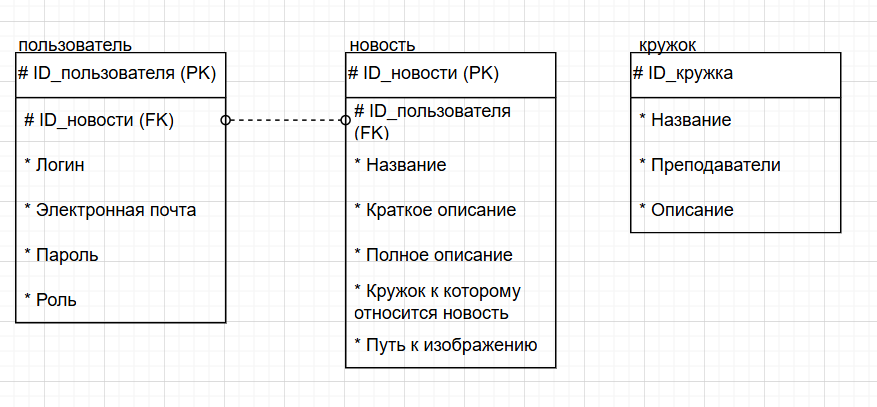 пользователь
# ID_пользователя (PK)
# ID_новости (FK)
* Логин
* Электронная почта
* Пароль
* Роль
новость
# ID_новости (PK)
# ID_пользователя
(FK)
* Название
* Краткое описание
* Полное описание
* Кружок к которому
относится новость
* Путь к изображению
кружок
# ID_кружка
* Название
* Преподаватели
* Описание